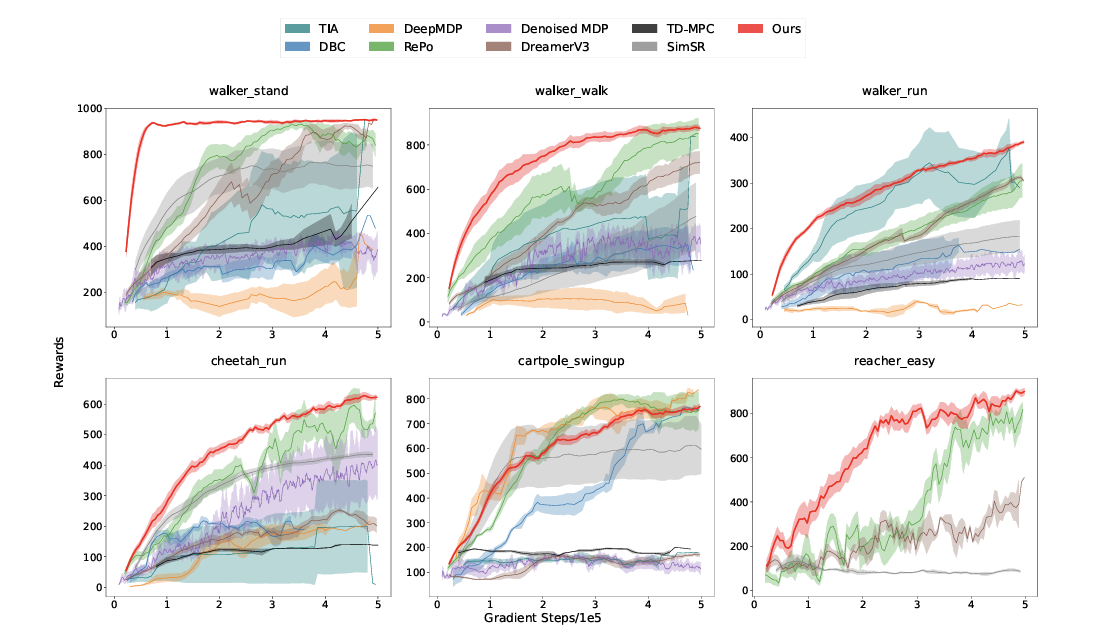 TIA DeepMDP Denoised MDP TD-MPC Ours
DBC RePo DreamerV3 SimSR
walker_stand walker_walk walker_run
1000
800
600
400
200
0 1 2 3 4 5
800
600
400
200
0
0 1 2 3 4 5
400
300
200
100
0
0 1 2 3 4 5
Rewards
cheetah_run cartpole_swingup reacher_easy
600
500
400
300
200
100
0
0 1 2 3 4 5
800
700
600
500
400
300
200
100
0 1 2 3 4 5
800
600
400
200
0
0 1 2 3 4 5
Gradient Steps/1e5